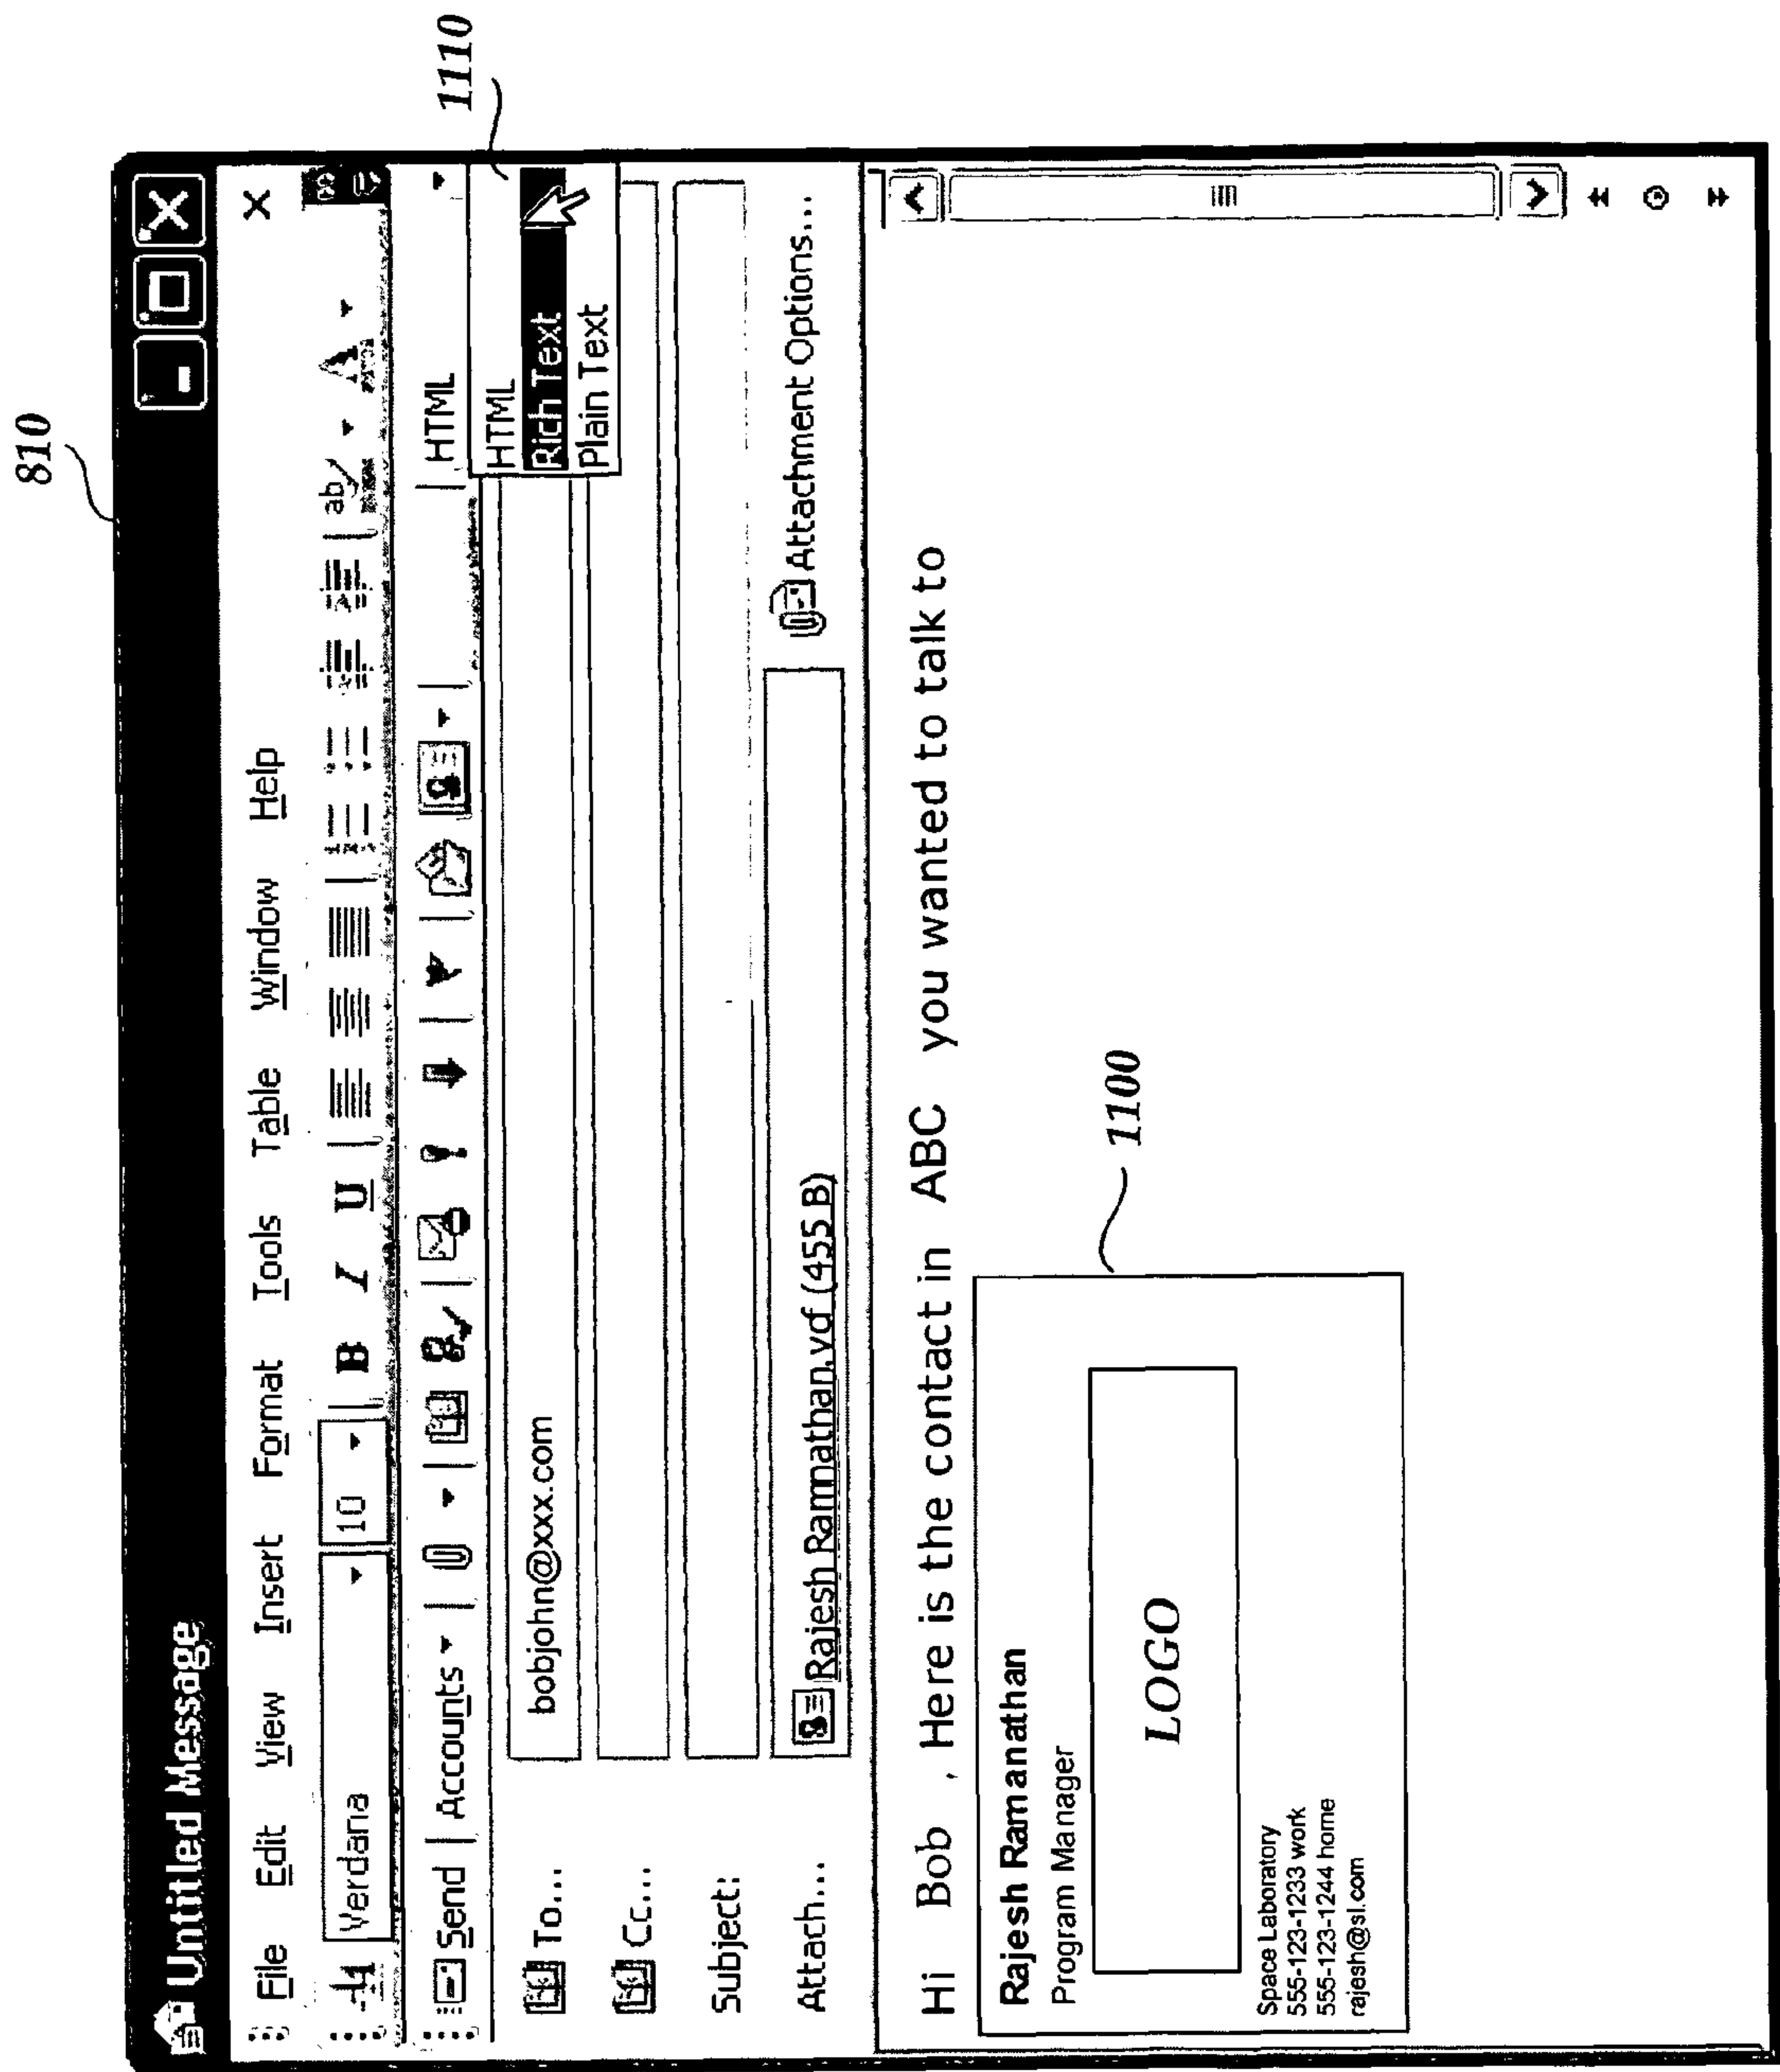 810
Untitled Message
File Edit View Insert Format Tools Table Window Help
Verdana 10 B I U ab A
Send Accounts HTML
1110
HTML
Rich Text
Plain Text
To... bobjohn@xxx.com
Cc...
Subject:
Attach... Rajesh Ramnathan.vcf (455 B) Attachment Options...
Hi Bob , Here is the contact in ABC you wanted to talk to
1100
Rajesh Ramanathan
Program Manager
LOGO
Space Laboratory
555-123-1233 work
555-123-1244 home
rajesh@sl.com